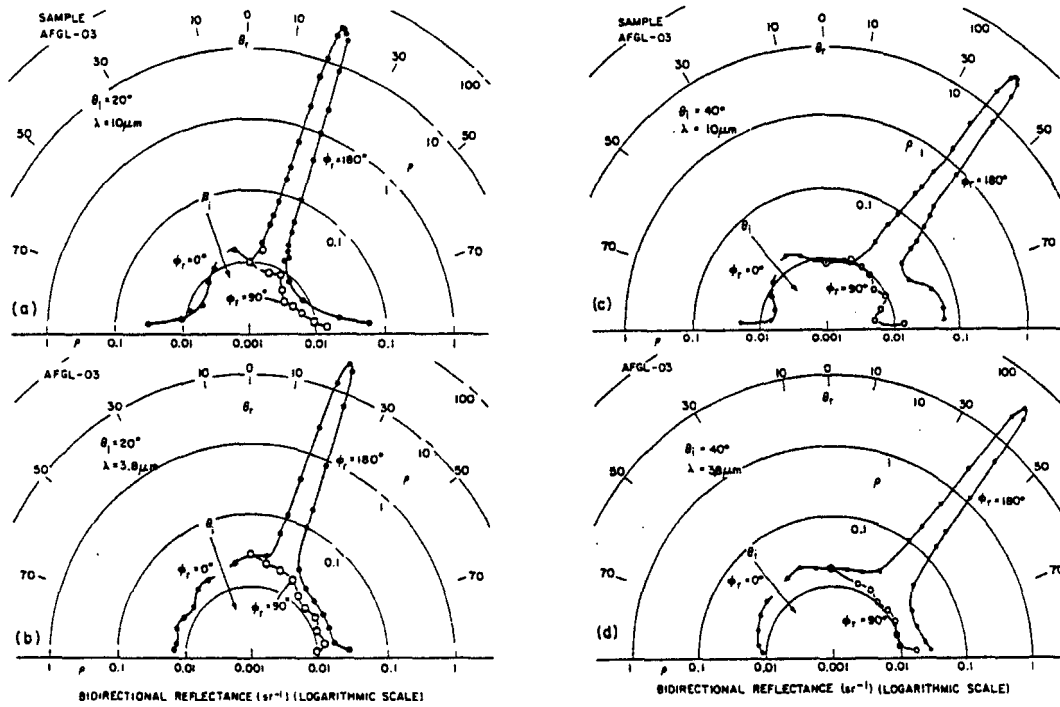 SAMPLE
AFGL-03
10 0 10
θr
30 30
100
θi=20°
λ=10μm
50 50
10
ρ
1
ϕr=180°
θi
0.1
70 70
ϕr=0°
ϕr=90°
(a)
1 ρ 0.1 0.01 0.001 0.01 0.1 1
AFGL-03
10 0 10
θr
30 30
100
θi=20°
λ=3.8μm
50 50
10
ρ
1
ϕr=180°
θi
0.1
70 70
ϕr=0°
ϕr=90°
(b)
ρ
1 0.1 0.01 0.001 0.01 0.1 1
BIDIRECTIONAL REFLECTANCE (sr⁻¹) (LOGARITHMIC SCALE)
SAMPLE
AFGL-03
10 0 10
θr
30 30
100
10
θi=40°
λ=10μm
50 50
ρ 1
ϕr=180°
0.1
θi
70 70
ϕr=0°
ϕr=90°
(c)
1 ρ 0.1 0.01 0.001 0.01 0.1 1
SAMPLE
AFGL-03
10 0 10
θr
30 30
100
10
θi=40°
λ=38μm
50 50
1
ρ
ϕr=180°
0.1
θi
70 70
ϕr=0°
ϕr=90°
(d)
1 ρ 0.1 0.01 0.001 0.01 0.1 1
BIDIRECTIONAL REFLECTANCE (sr⁻¹) (LOGARITHMIC SCALE)